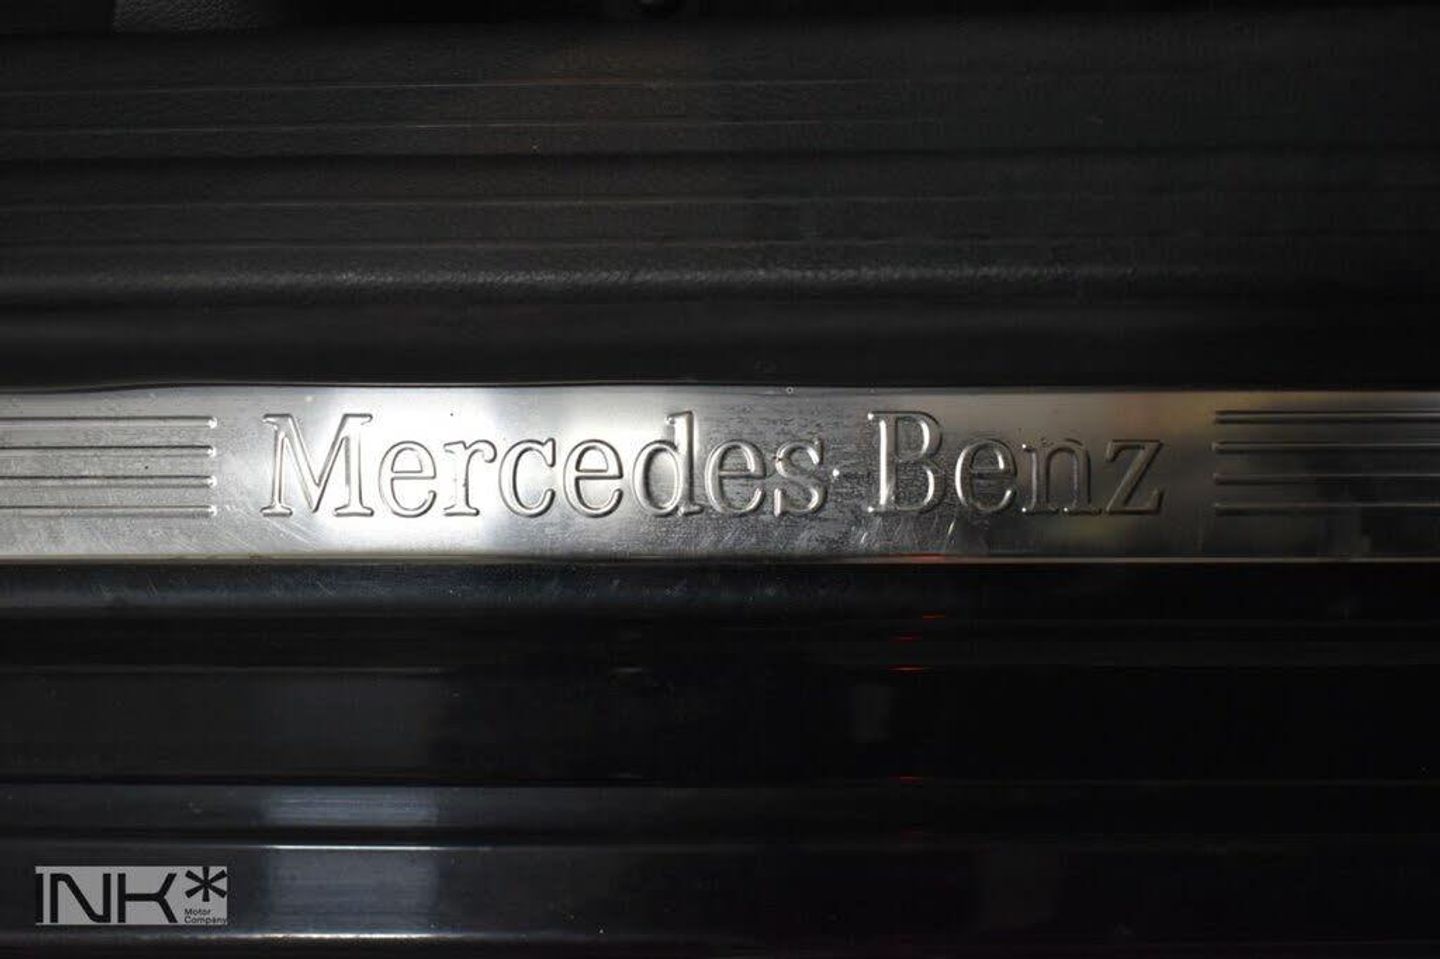 Mercedes-Benz
INK*
Motor
Company